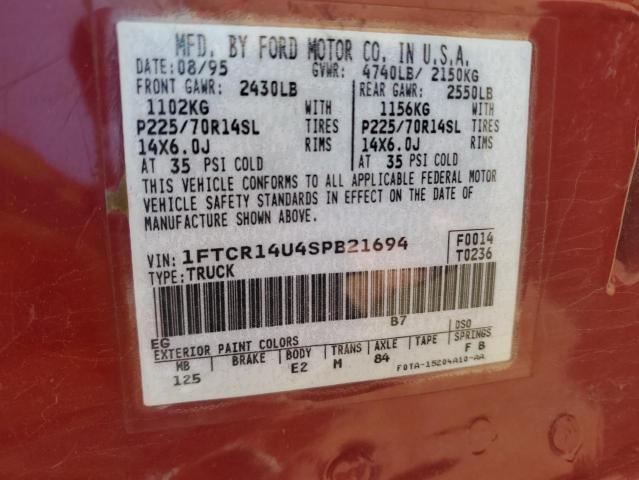 MFD. BY FORD MOTOR CO. IN U.S.A.
DATE: 08/95 GVWR: 4740LB/ 2150KG
FRONT GAWR: 2430LB REAR GAWR: 2550LB
1102KG WITH 1156KG WITH
P225/70R14SL TIRES P225/70R14SL TIRES
14X6.0J RIMS 14X6.0J RIMS
AT 35 PSI COLD AT 35 PSI COLD
THIS VEHICLE CONFORMS TO ALL APPLICABLE FEDERAL MOTOR
VEHICLE SAFETY STANDARDS IN EFFECT ON THE DATE OF
MANUFACTURE SHOWN ABOVE.
VIN: 1FTCR14U4SPB21694 F0014
TYPE: TRUCK T0236
B7
EG DSO
EXTERIOR PAINT COLORS
WB BRAKE BODY TRANS AXLE TAPE SPRINGS
125 E2 M 84 F B
F0TA-15204A10-AA